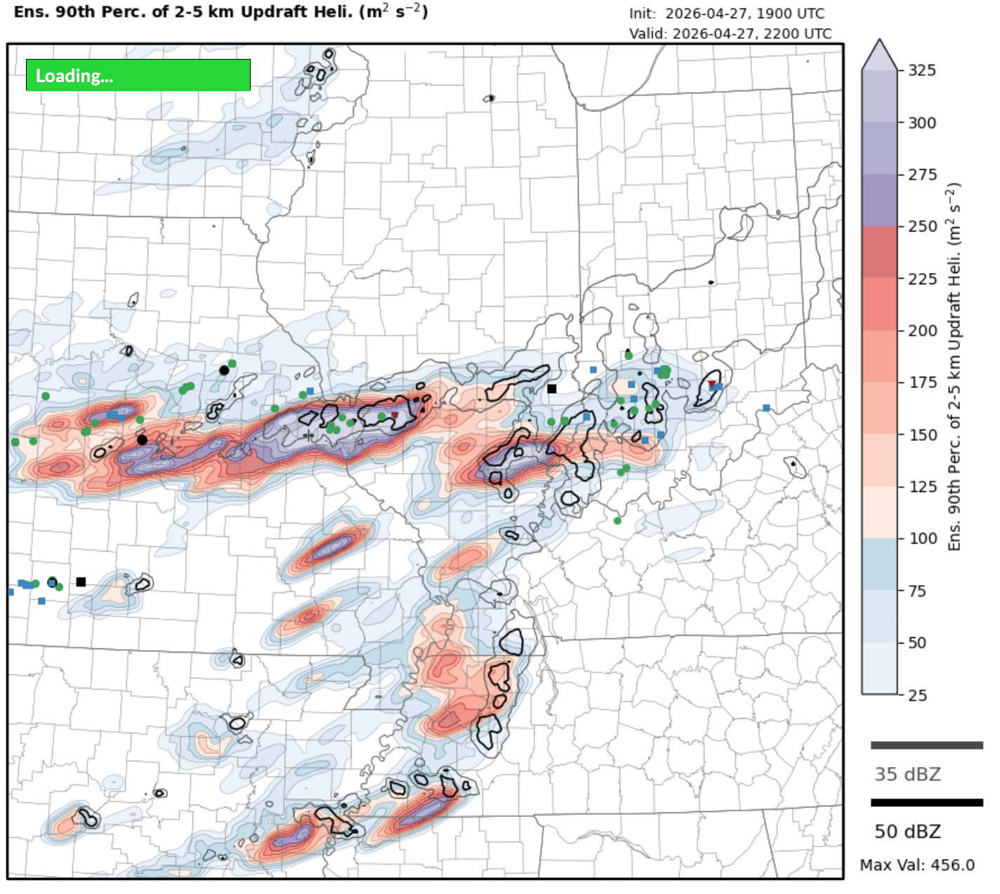 Ens. 90th Perc. of 2-5 km Updraft Heli. (m² s⁻²)
Init: 2026-04-27, 1900 UTC
Valid: 2026-04-27, 2200 UTC
Loading...
325
300
275
250
225
200
175
150
125
100
75
50
25
Ens. 90th Perc. of 2-5 km Updraft Heli. (m² s⁻²)
35 dBZ
50 dBZ
Max Val: 456.0